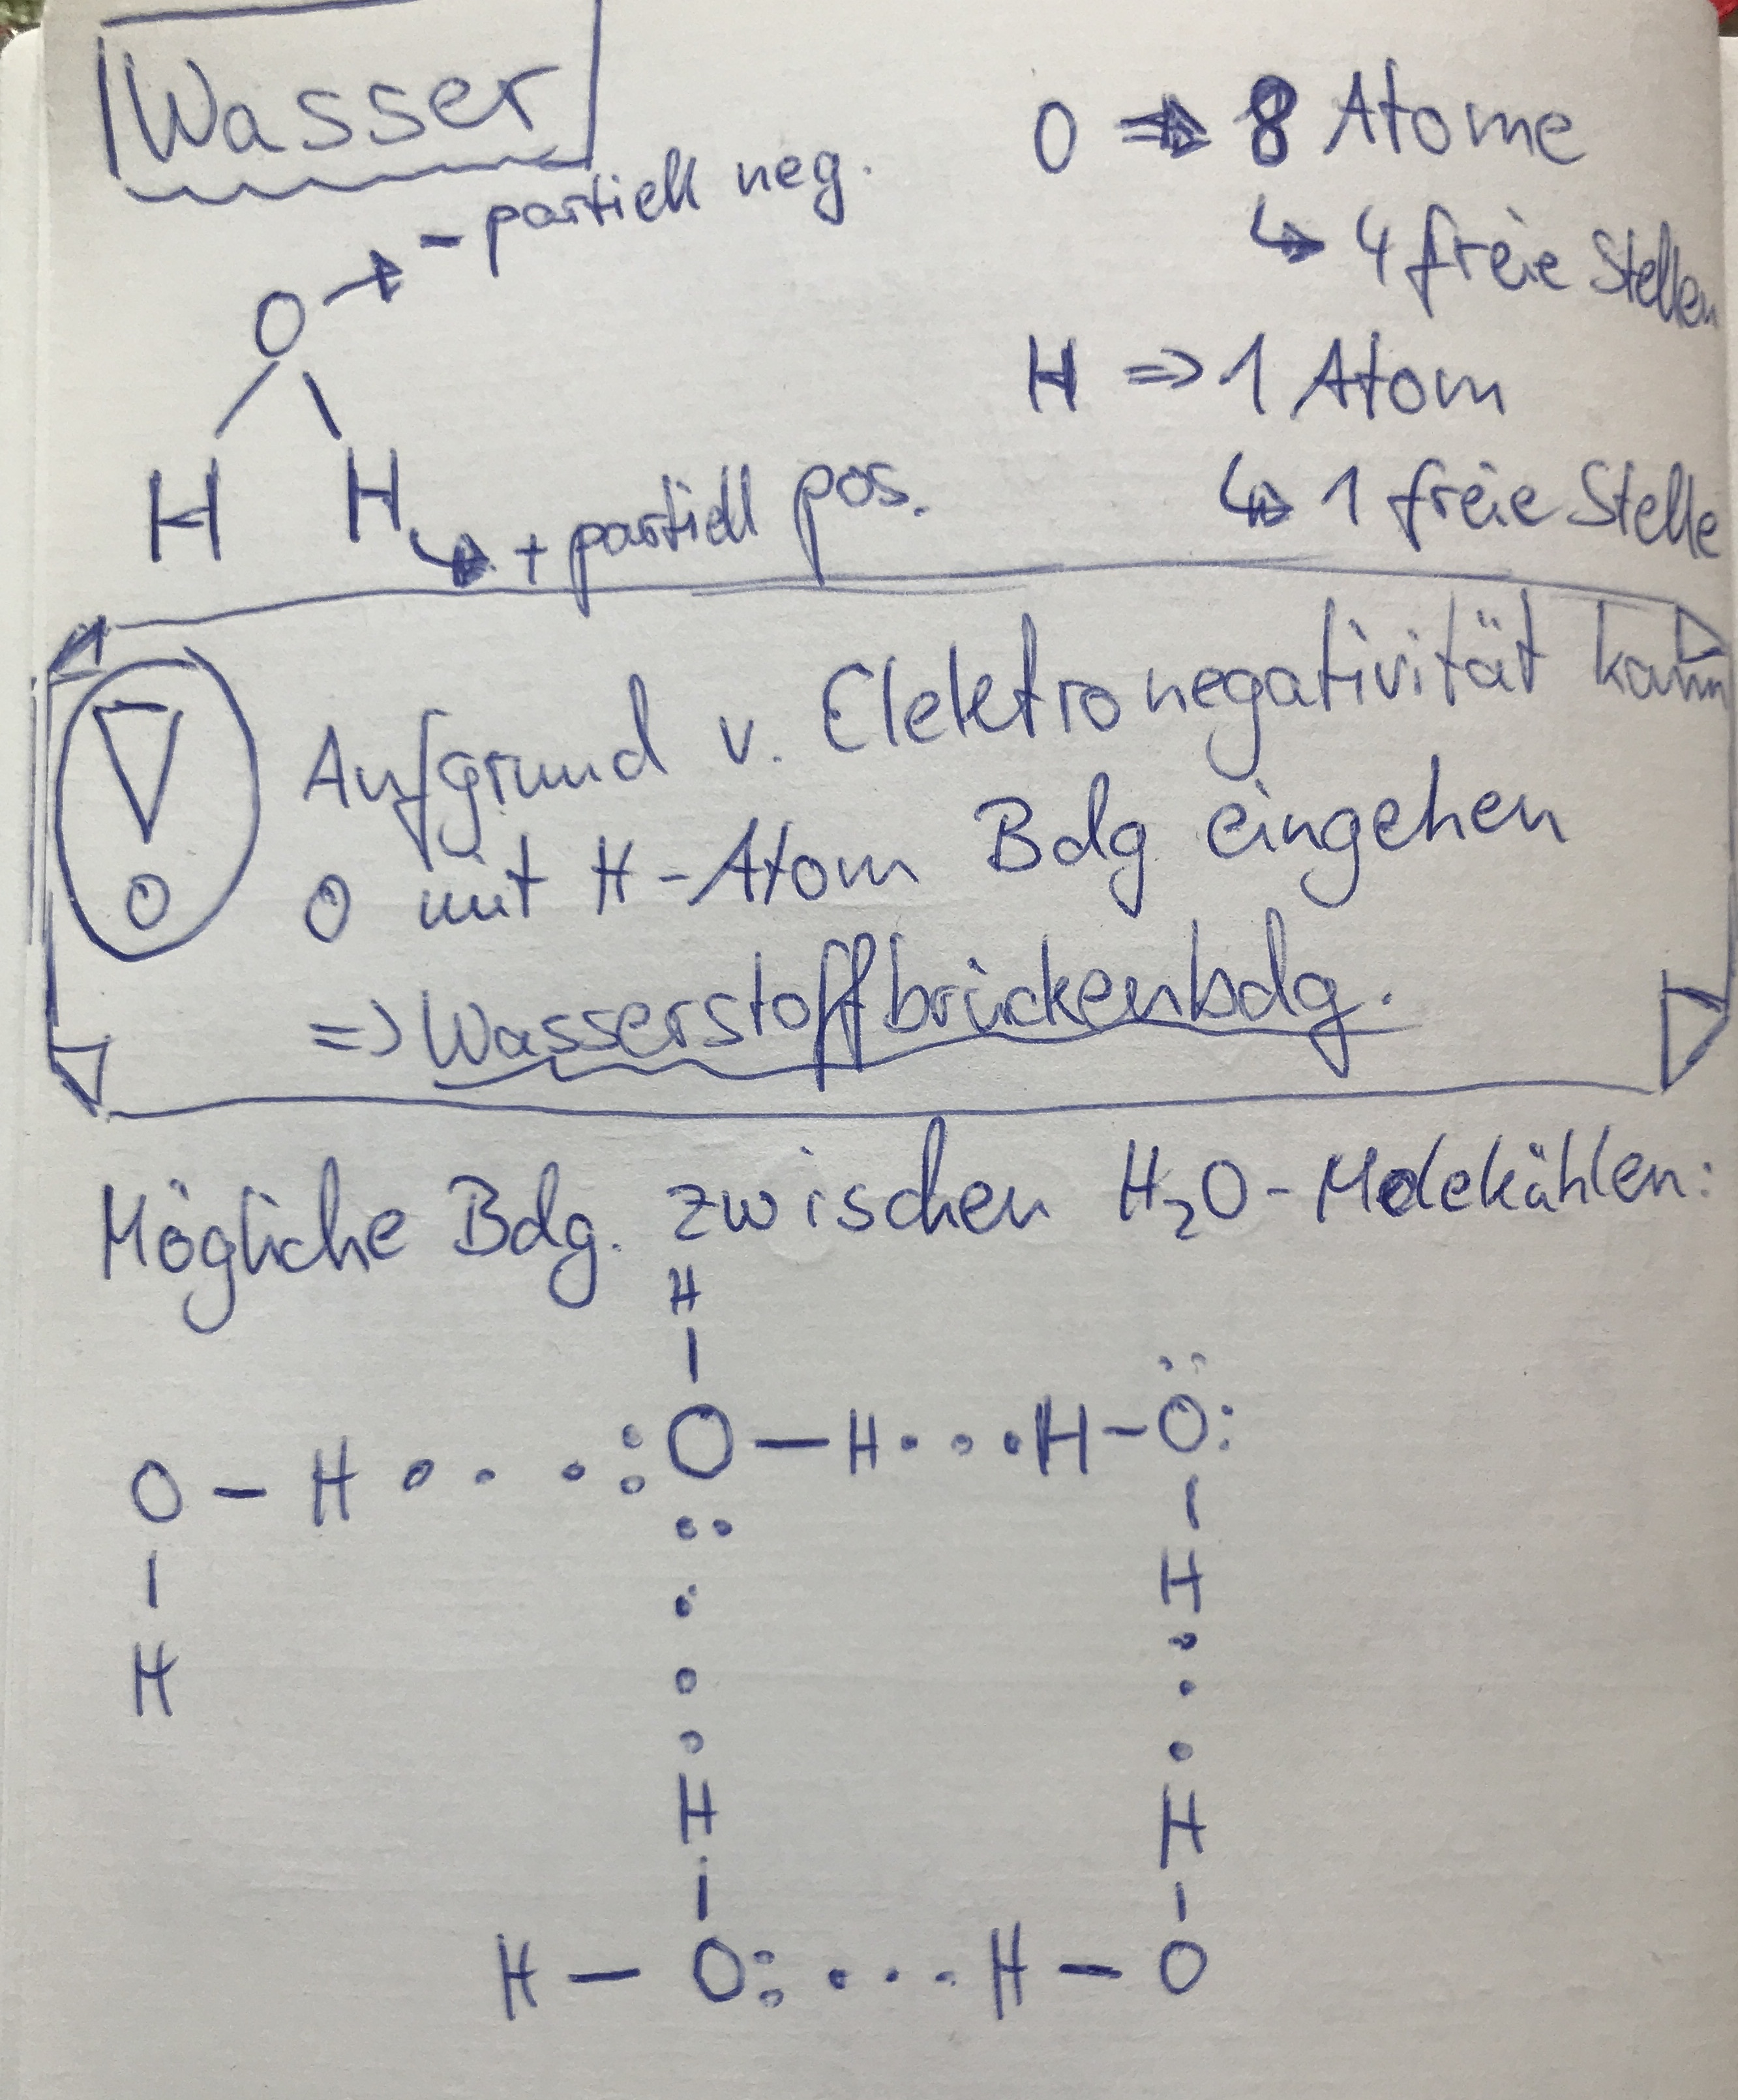 Wasser
O ⇒ 8 Atome
- partiell neg.
↳ 4 freie Stellen
O →
H ⇒ 1 Atom
H H
↳ + partiell pos.
↳ 1 freie Stelle
! Aufgrund v. Elektronegativität kann
O mit H-Atom Bdg eingehen
⇒ Wasserstoffbrückenbdg.
Mögliche Bdg. zwischen H₂O-Molekählen:
H
|
O - H · · · : O — H · · · H - O :
| ·· |
H H
H H
| |
H — O : · · · H — O